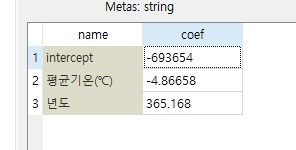 Metas: string
name coef
1 intercept -693654
2 평균기온(℃) -4.86658
3 년도 365.168